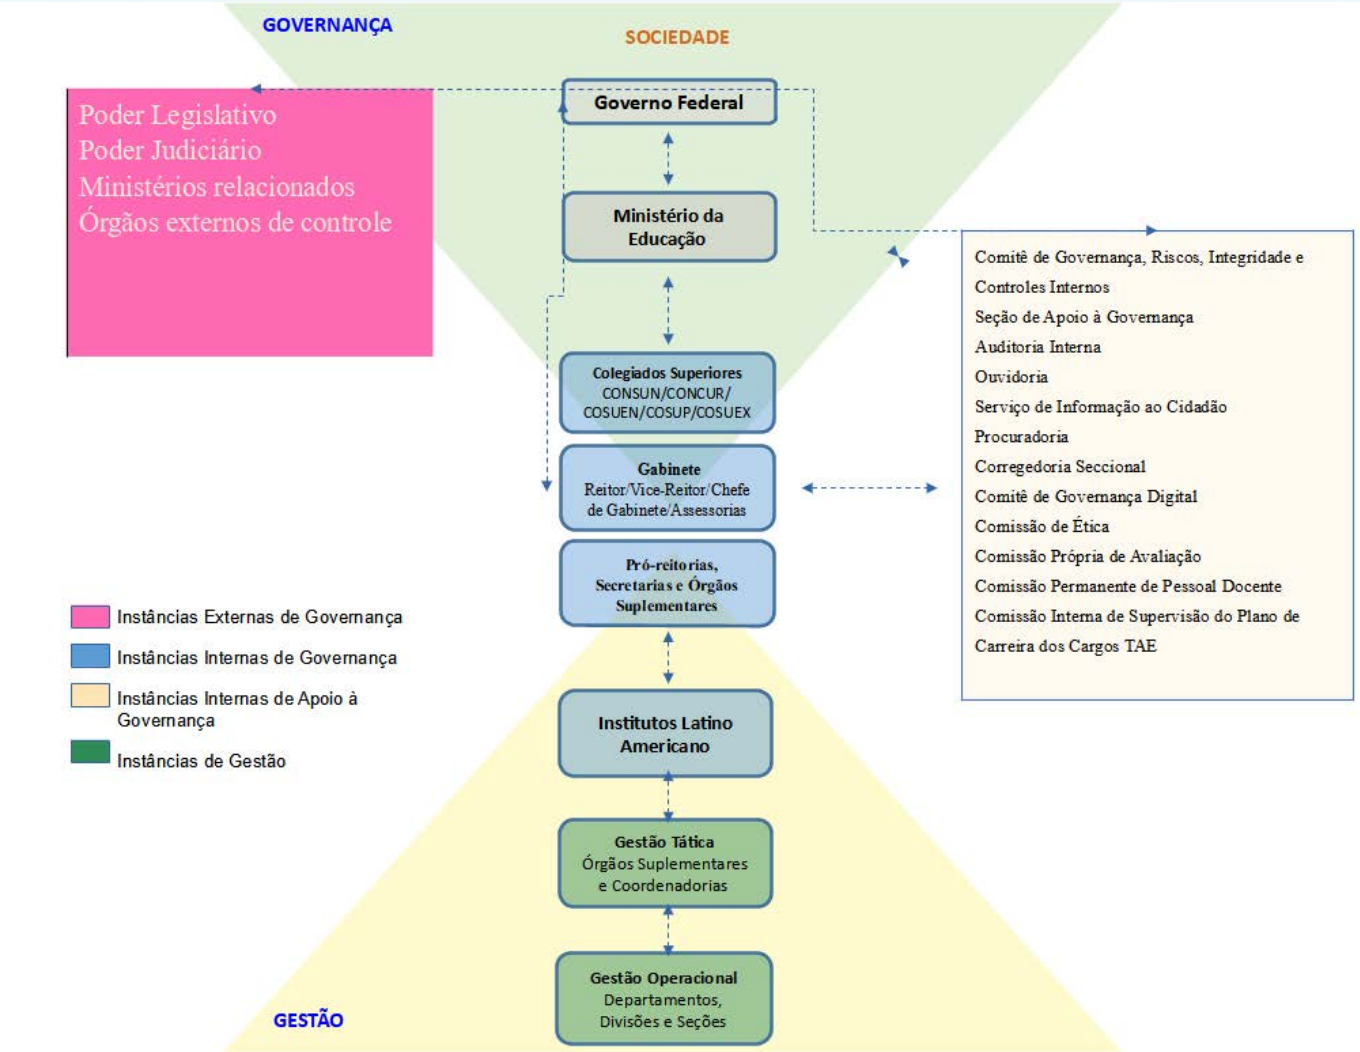 GOVERNANÇA
SOCIEDADE
Poder Legislativo
Poder Judiciário
Ministérios relacionados
Órgãos externos de controle
Governo Federal
Ministério da
Educação
Colegiados Superiores
CONSUN/CONCUR/
COSUEN/COSUP/COSUEX
Gabinete
Reitor/Vice-Reitor/Chefe
de Gabinete/Assessorias
Pró-reitorias,
Secretarias e Órgãos
Suplementares
Institutos Latino
Americano
Gestão Tática
Órgãos Suplementares
e Coordenadorias
Gestão Operacional
Departamentos,
Divisões e Seções
Comitê de Governança, Riscos, Integridade e
Controles Internos
Seção de Apoio à Governança
Auditoria Interna
Ouvidoria
Serviço de Informação ao Cidadão
Procuradoria
Corregedoria Seccional
Comitê de Governança Digital
Comissão de Ética
Comissão Própria de Avaliação
Comissão Permanente de Pessoal Docente
Comissão Interna de Supervisão do Plano de
Carreira dos Cargos TAE
Instâncias Externas de Governança
Instâncias Internas de Governança
Instâncias Internas de Apoio à
Governança
Instâncias de Gestão
GESTÃO